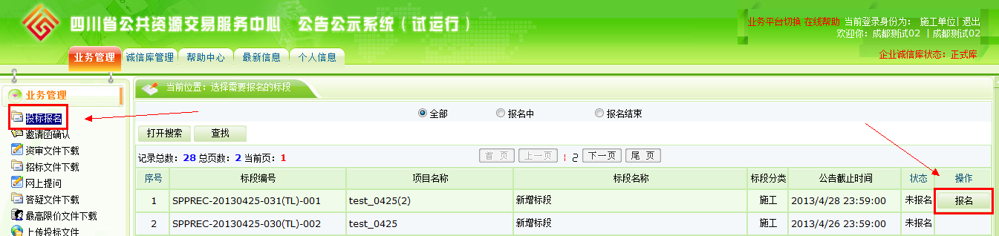 四川省公共资源交易服务中心 公告公示系统（试运行）
业务平台切换 在线帮助 当前登录身份为： 施工单位| 退出
欢迎你：成都测试02 | 成都测试02
企业诚信库状态：正式库
业务管理 诚信库管理 帮助中心 最新信息 个人信息
业务管理
投标报名
邀请函确认
资审文件下载
招标文件下载
网上提问
答疑文件下载
最高限价文件下载
上传投标文件
当前位置：选择需要报名的标段
全部 报名中 报名结束
打开搜索 查找
记录总数：28 总页数：2 当前页：1 首 页 上一页 1 2 下一页 尾 页
序号 标段编号 项目名称 标段名称 标段分类 公告截止时间 状态 操作
1 SPPREC-20130425-031(TL)-001 test_0425(2) 新增标段 施工 2013/4/28 23:59:00 未报名 报名
2 SPPREC-20130425-030(TL)-002 test_0425 新增标段 施工 2013/4/26 23:59:00 未报名